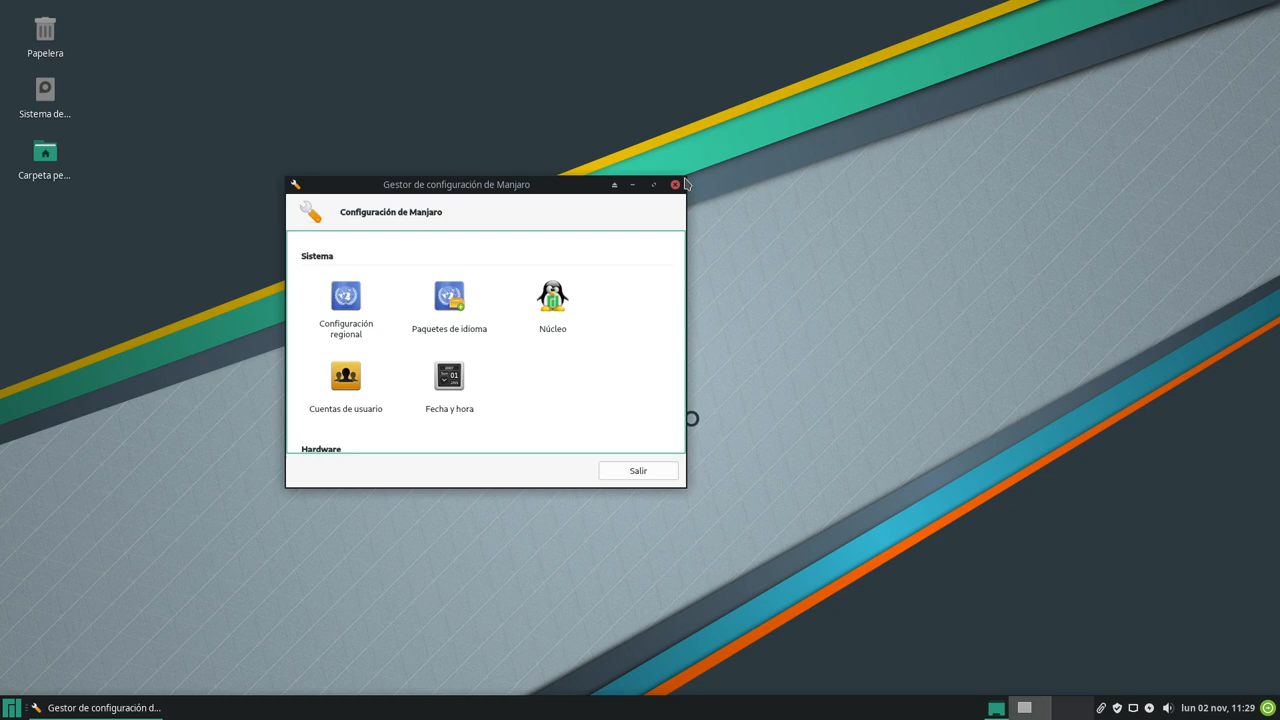 Papelera
Sistema de...
Carpeta pe...
Gestor de configuración de Manjaro
Configuración de Manjaro
Sistema
Configuración regional
Paquetes de idioma
Núcleo
Cuentas de usuario
Fecha y hora
Hardware
Salir
Gestor de configuración d...
lun 02 nov, 11:29